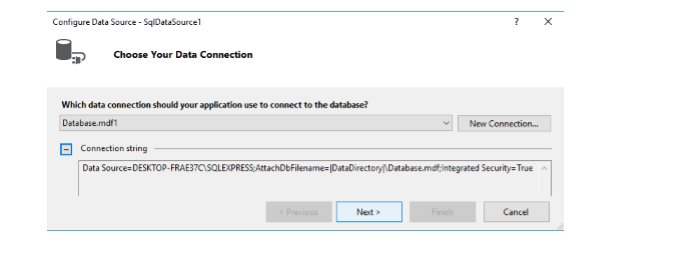 Configure Data Source - SqlDataSource1
Choose Your Data Connection
Which data connection should your application use to connect to the database?
Database.mdf1
New Connection...
Connection string
Data Source=DESKTOP-FRAE37C\SQLEXPRESS;AttachDbFilename=|DataDirectory|\Database.mdf;Integrated Security=True
< Previous
Next >
Finish
Cancel